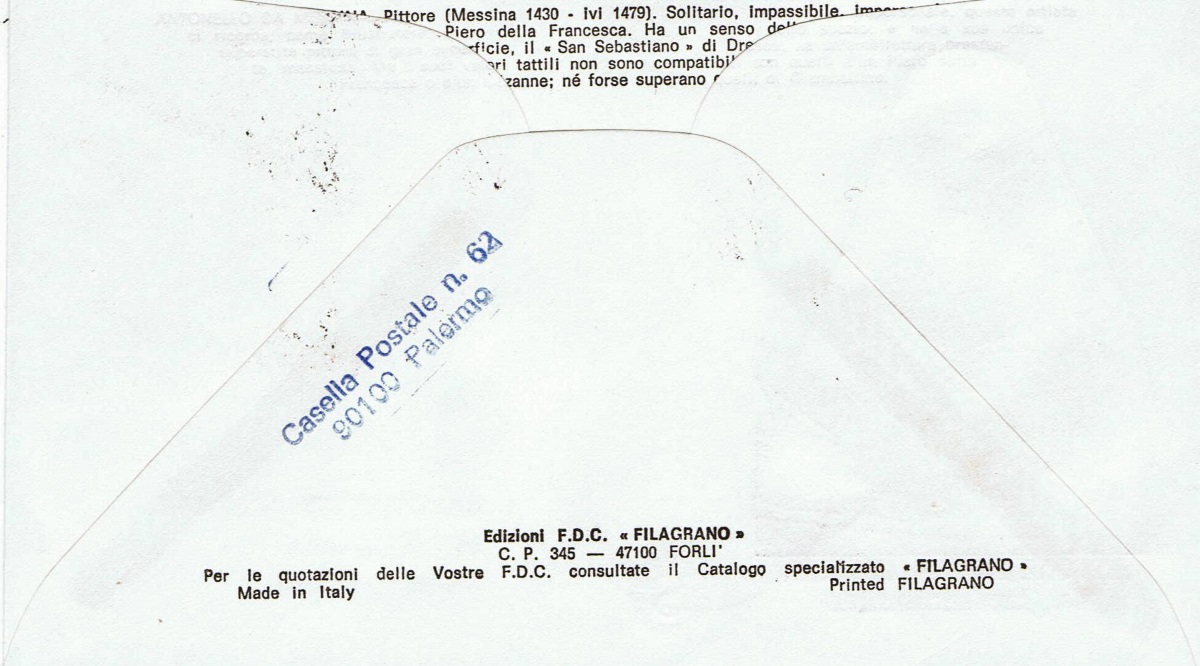 Pittore (Messina 1430 - ivi 1479). Solitario, impassibile.
Piero della Francesca. Ha un senso
il « San Sebastiano » di
tattili non sono
né forse superano
Casella Postale n. 62
90100 Palermo
Edizioni F.D.C. « FILAGRANO »
C. P. 345 — 47100 FORLI'
Per le quotazioni delle Vostre F.D.C. consultate il Catalogo specializzato « FILAGRANO »
Made in Italy
Printed FILAGRANO